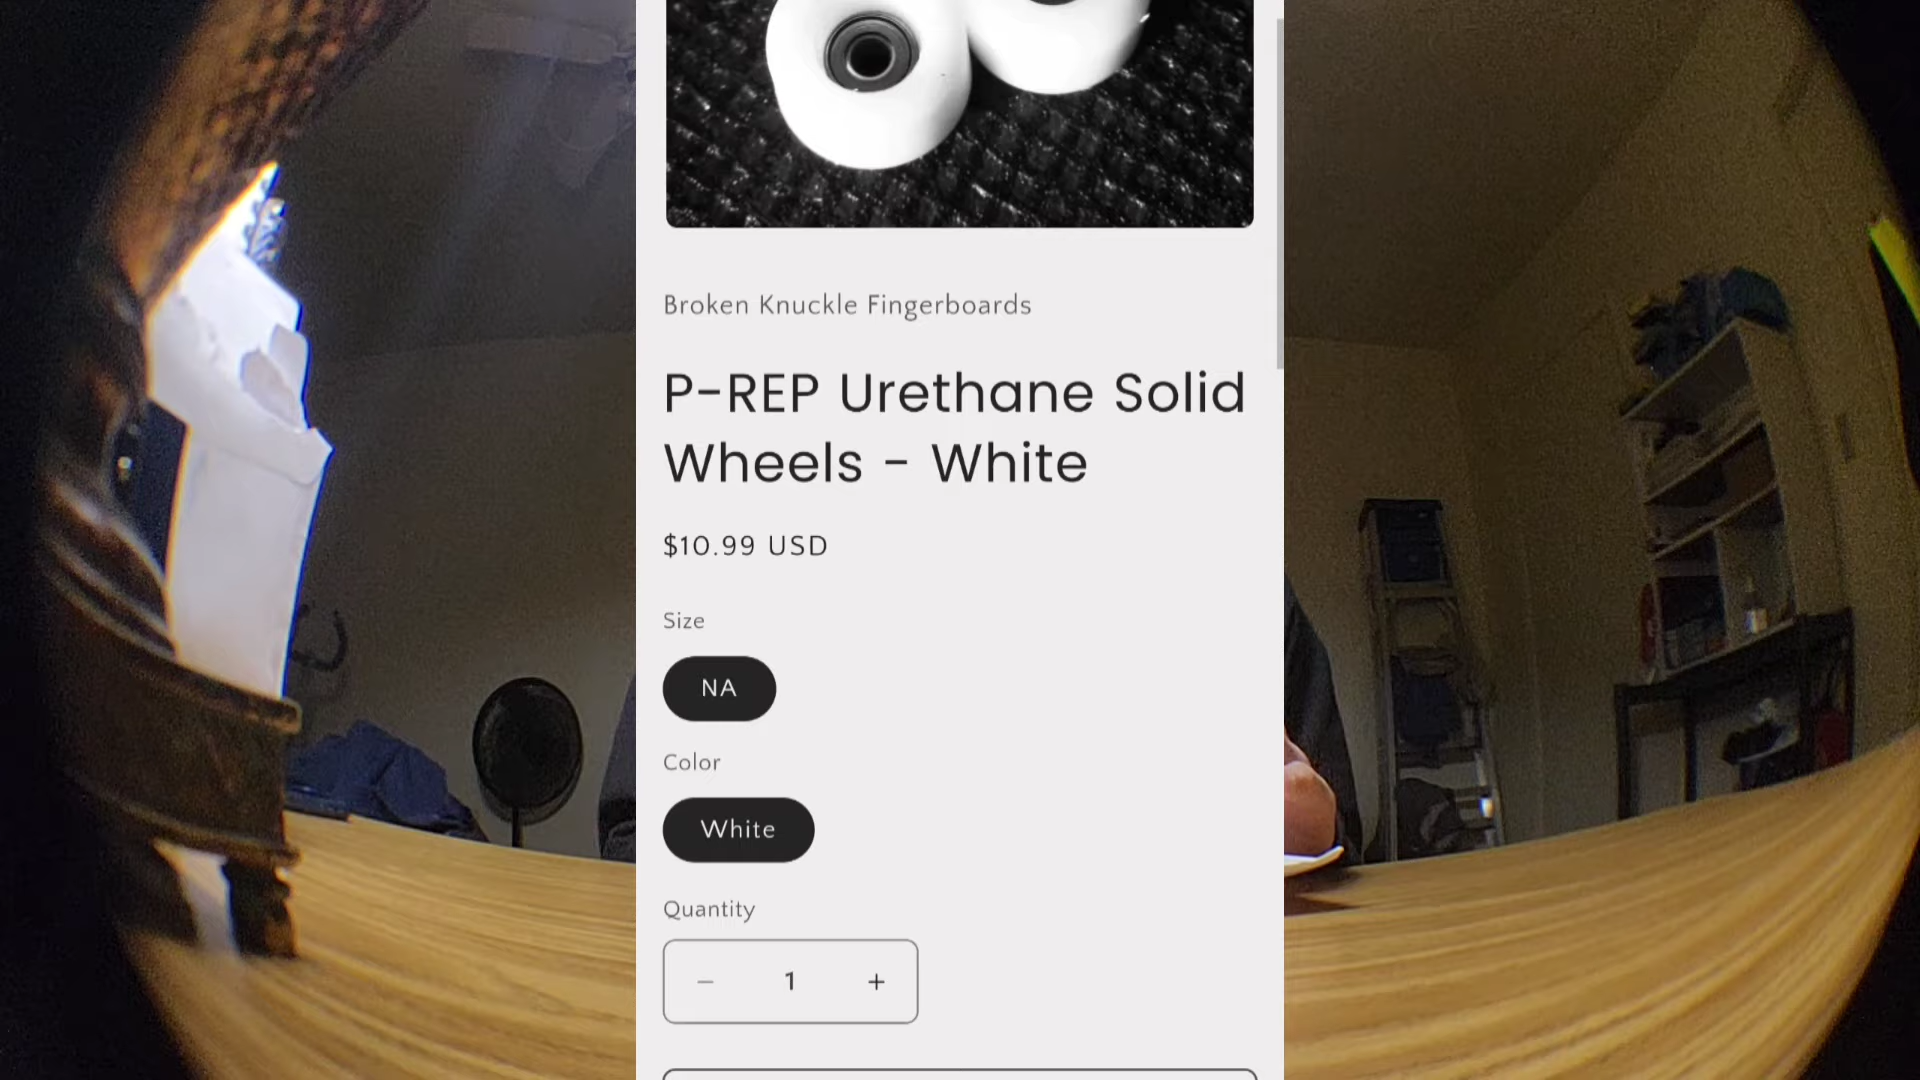 Broken Knuckle Fingerboards
P-REP Urethane Solid
Wheels - White
$10.99 USD
Size
NA
Color
White
Quantity
− 1 +